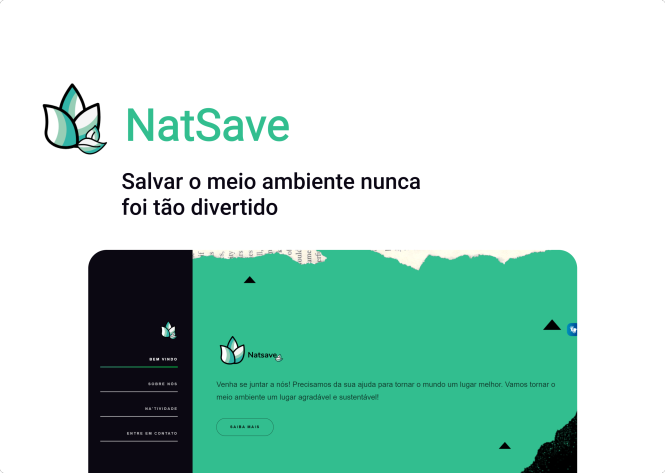 NatSave
Salvar o meio ambiente nunca
foi tão divertido
BEM VINDO
SOBRE NÓS
NA'TIVIDADE
ENTRE EM CONTATO
Natsave
Venha se juntar a nós! Precisamos da sua ajuda para tornar o mundo um lugar melhor. Vamos tornar o
meio ambiente um lugar agradável e sustentável!
SAIBA MAIS